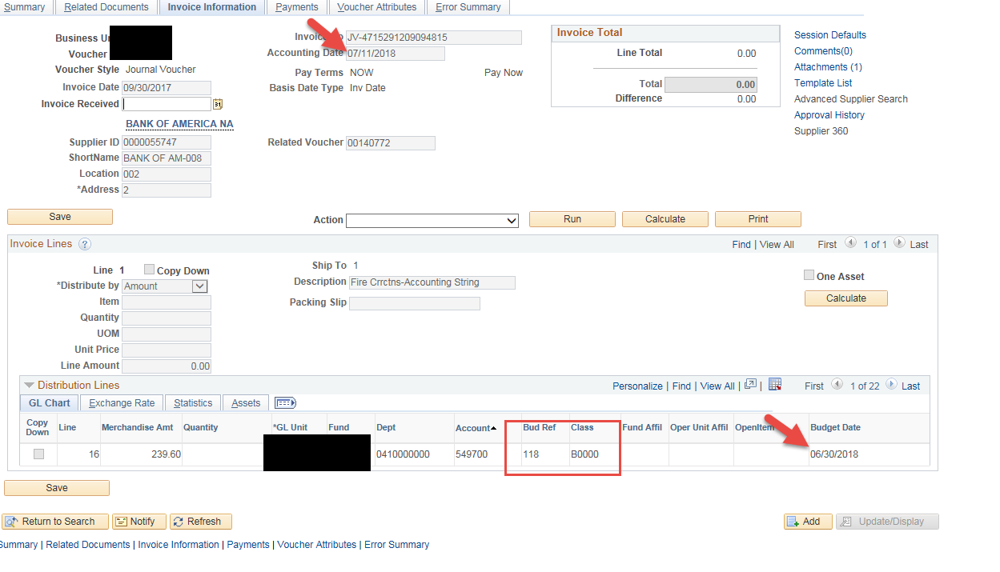 Summary Related Documents Invoice Information Payments Voucher Attributes Error Summary
Business Un
Voucher
Voucher Style Journal Voucher
Invoice Date 09/30/2017
Invoice Received 31
BANK OF AMERICA NA
Supplier ID 0000055747
ShortName BANK OF AM-008
Location 002
*Address 2
JV-4715291209094815
Accounting Date 07/11/2018
Pay Terms NOW Pay Now
Basis Date Type Inv Date
Related Voucher 00140772
Invoice Total
Line Total 0.00
Total 0.00
Difference 0.00
Session Defaults
Comments(0)
Attachments (1)
Template List
Advanced Supplier Search
Approval History
Supplier 360
Save Action Run Calculate Print
Invoice Lines ? Find | View All First 1 of 1 Last
Line 1 Copy Down
*Distribute by Amount
Item
Quantity
UOM
Unit Price
Line Amount 0.00
Ship To 1
Description Fire Crrctns-Accounting String
Packing Slip
One Asset
Calculate
Distribution Lines Personalize | Find | View All | | First 1 of 22 Last
GL Chart Exchange Rate Statistics Assets
Copy Down Line Merchandise Amt Quantity *GL Unit Fund Dept Account Bud Ref Class Fund Affil Oper Unit Affil OpenItem Budget Date
16 239.60 0410000000 549700 118 B0000 06/30/2018
Save
Return to Search Notify Refresh Add Update/Display
Summary | Related Documents | Invoice Information | Payments | Voucher Attributes | Error Summary